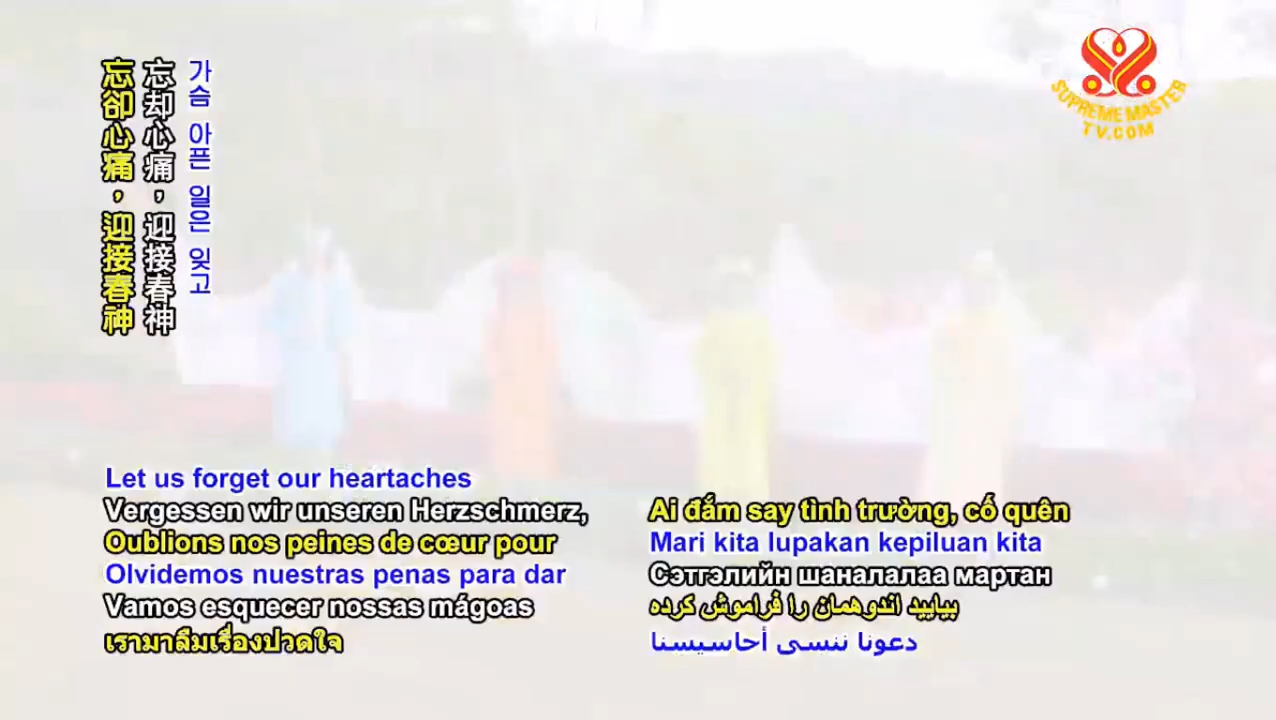 忘卻心痛，迎接春神
忘却心痛，迎接春神
가슴 아픈 일은 잊고
SUPREME MASTER
TV.COM
Let us forget our heartaches
Vergessen wir unseren Herzschmerz,
Oublions nos peines de cœur pour
Olvidemos nuestras penas para dar
Vamos esquecer nossas mágoas
เรามาลืมเรื่องปวดใจ
Ai đắm say tình trường, cố quên
Mari kita lupakan kepiluan kita
Сэтгэлийн шаналалаа мартан
بیایید اندوهمان را فراموش کرده
دعونا ننسى أحاسيسنا